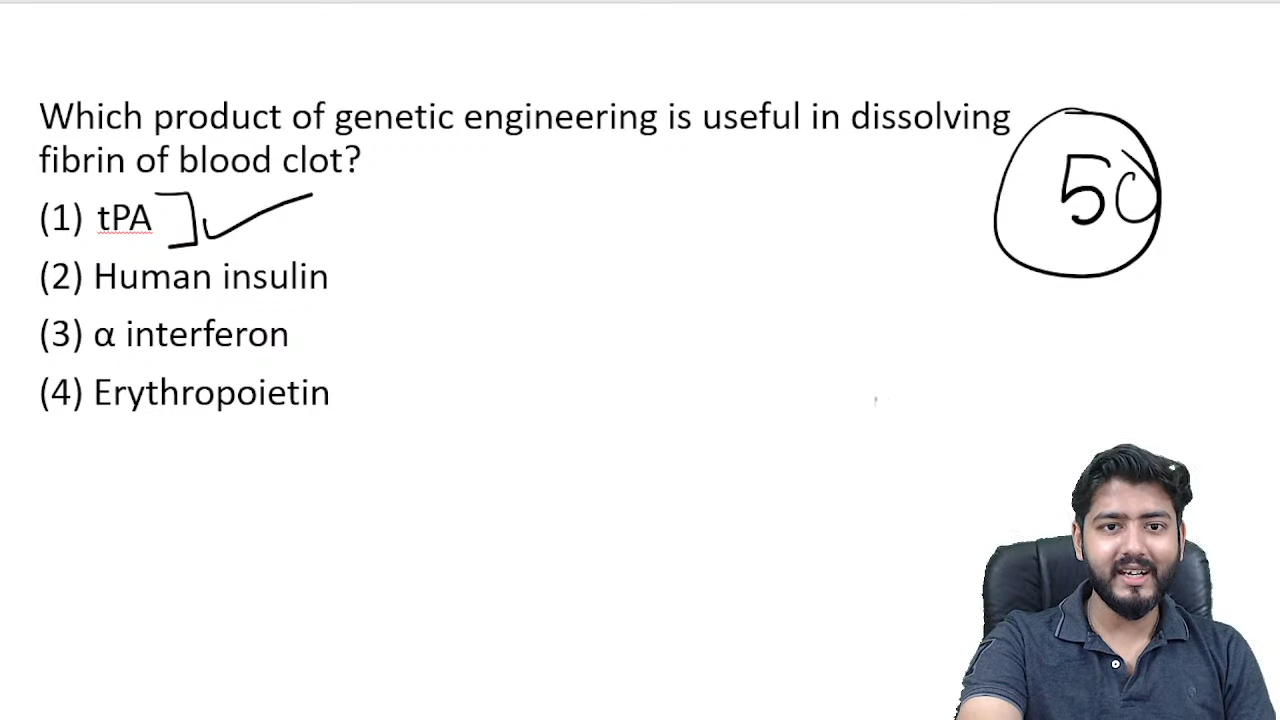 Which product of genetic engineering is useful in dissolving
fibrin of blood clot?
(1) tPA
(2) Human insulin
(3) α interferon
(4) Erythropoietin
50